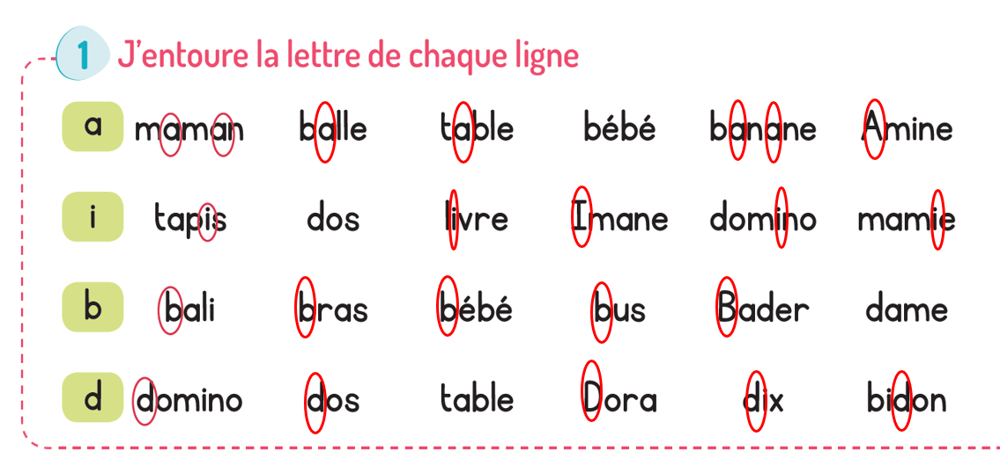 1 J'entoure la lettre de chaque ligne
a maman balle table bébé banane Amine
i tapis dos livre Imane domino mamie
b bali bras bébé bus Bader dame
d domino dos table Dora dix bidon